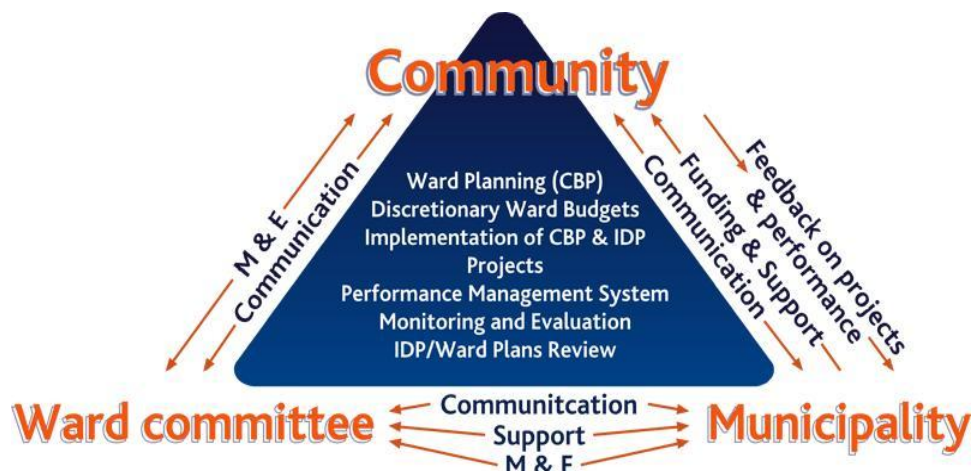 Community
M & E
Communication
Ward Planning (CBP)
Discretionary Ward Budgets
Implementation of CBP & IDP
Projects
Performance Management System
Monitoring and Evaluation
IDP/Ward Plans Review
Communication
Funding & Support
Feedback on projects
& performance
Ward committee
Communitcation
Support
M & E
Municipality